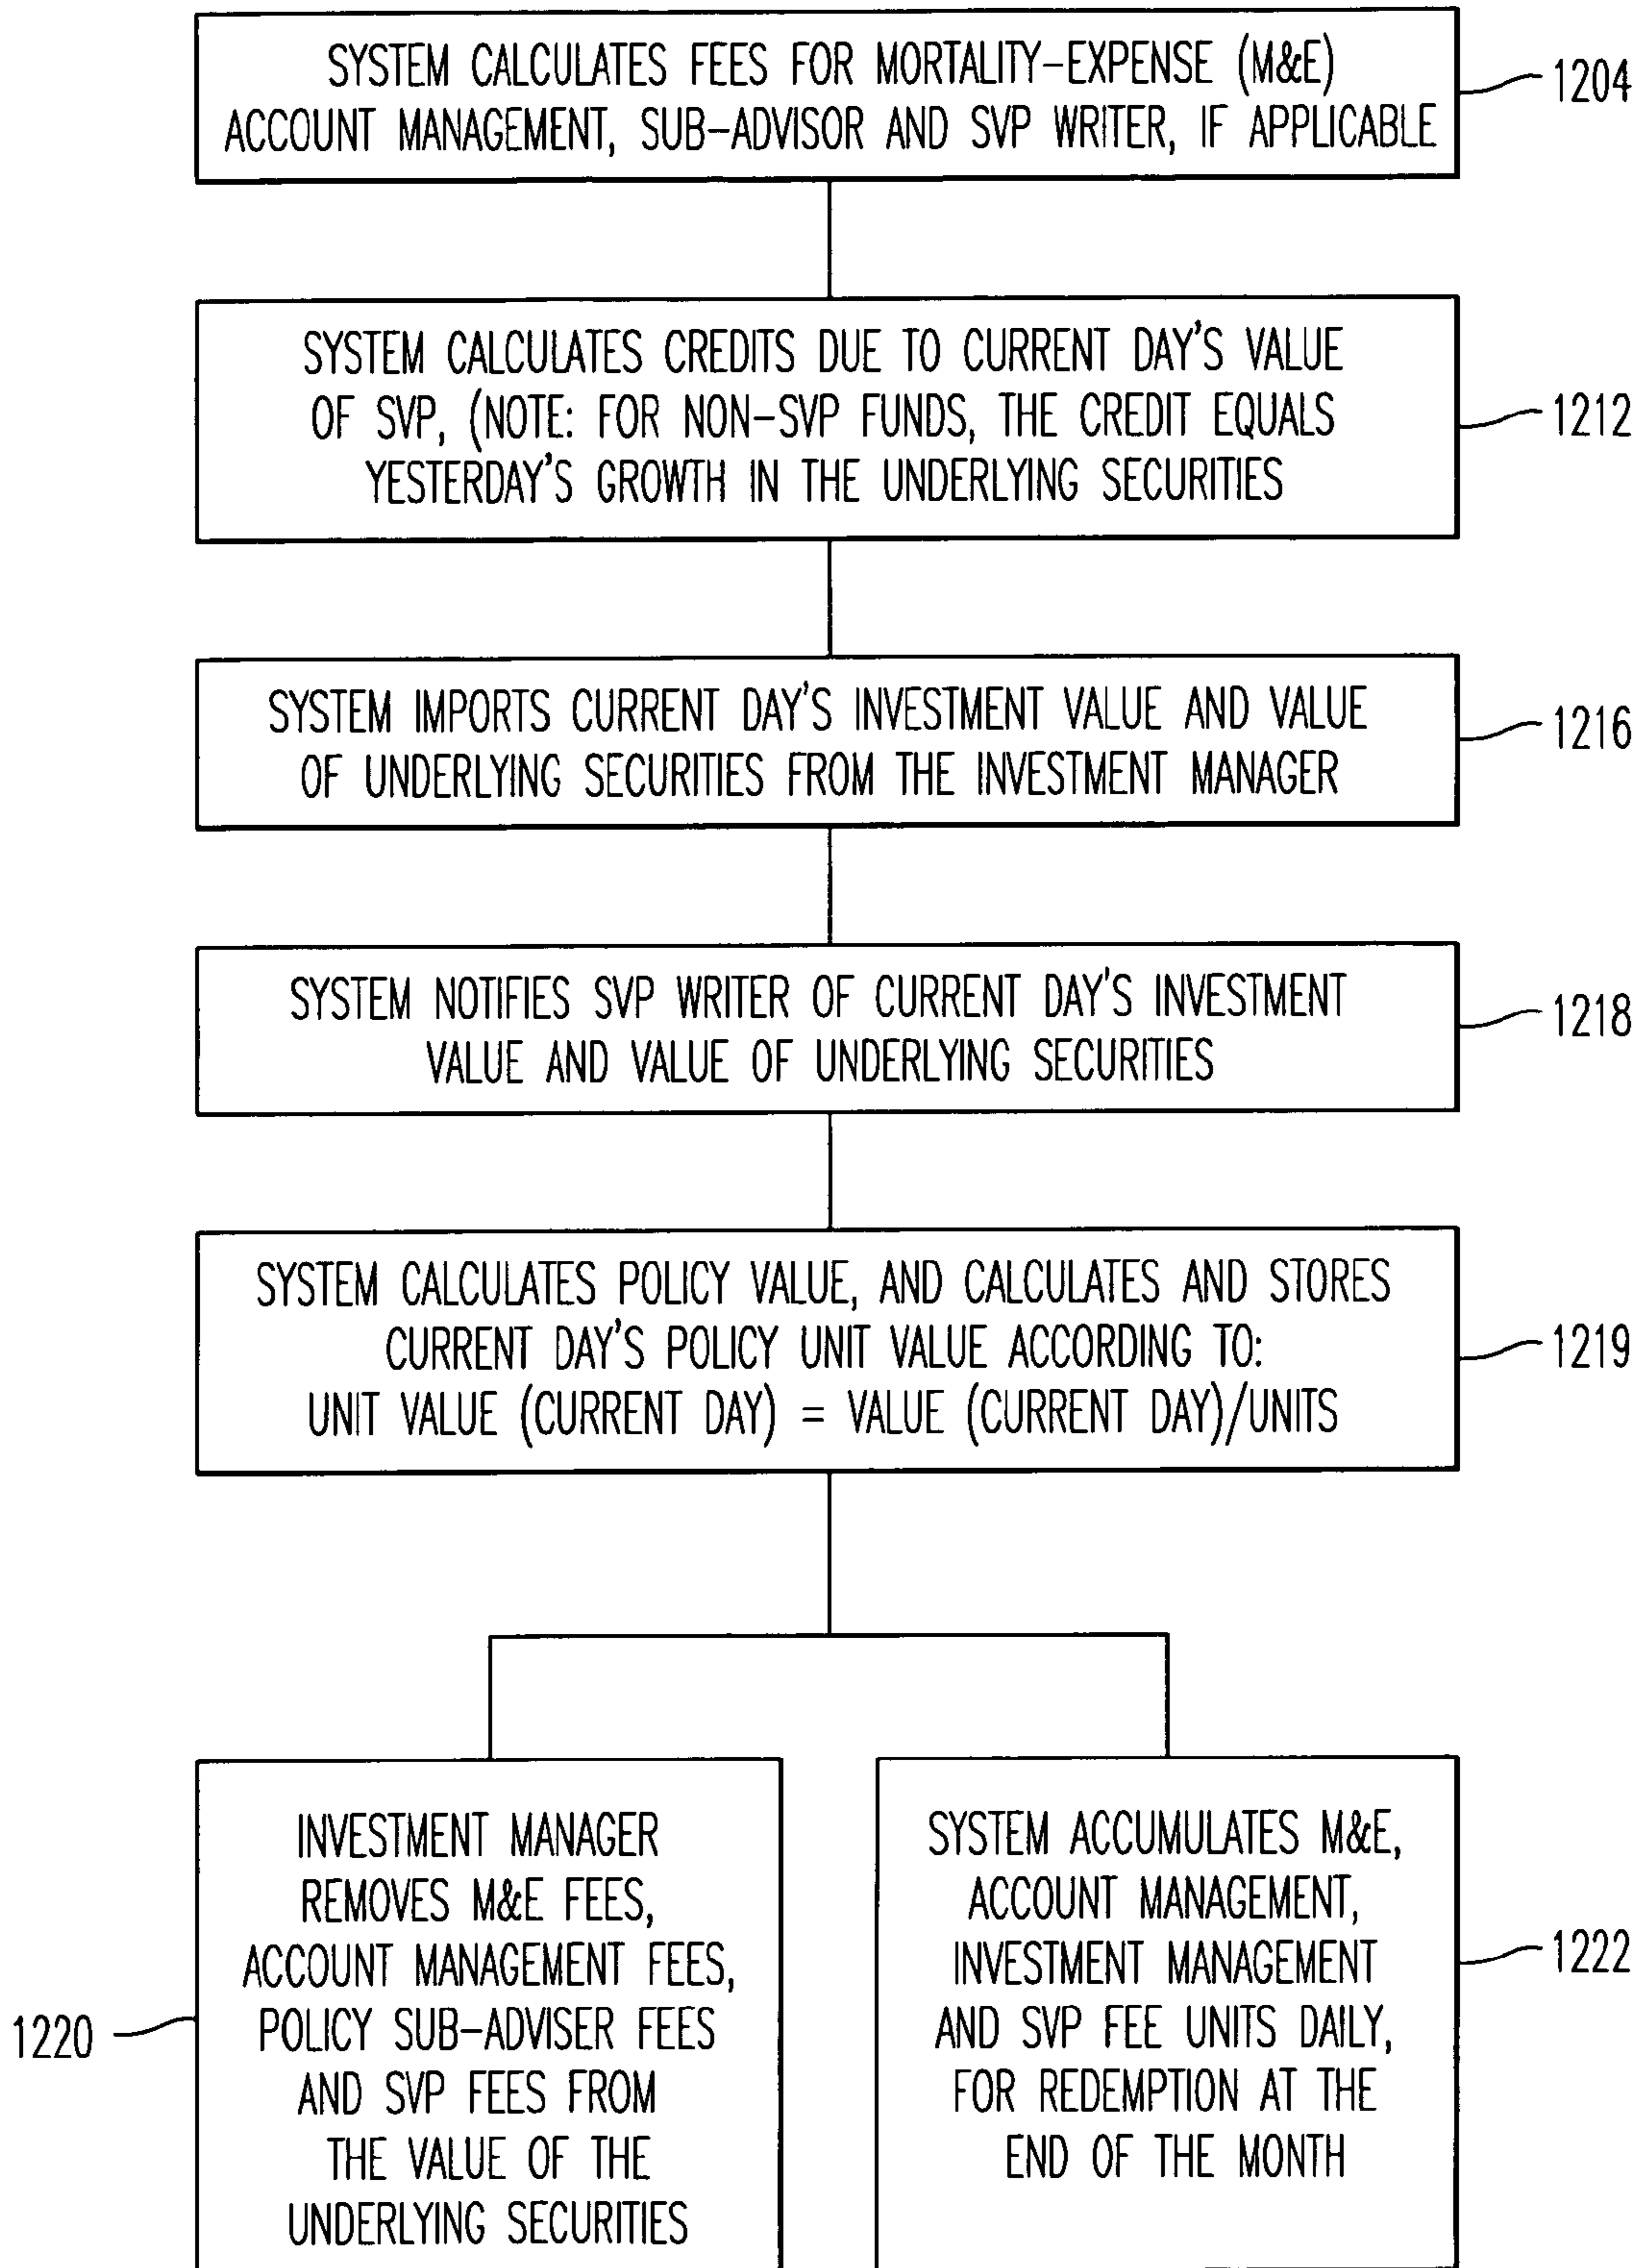 SYSTEM CALCULATES FEES FOR MORTALITY-EXPENSE (M&E)
ACCOUNT MANAGEMENT, SUB-ADVISOR AND SVP WRITER, IF APPLICABLE
1204
SYSTEM CALCULATES CREDITS DUE TO CURRENT DAY'S VALUE
OF SVP, (NOTE: FOR NON-SVP FUNDS, THE CREDIT EQUALS
YESTERDAY'S GROWTH IN THE UNDERLYING SECURITIES
1212
SYSTEM IMPORTS CURRENT DAY'S INVESTMENT VALUE AND VALUE
OF UNDERLYING SECURITIES FROM THE INVESTMENT MANAGER
1216
SYSTEM NOTIFIES SVP WRITER OF CURRENT DAY'S INVESTMENT
VALUE AND VALUE OF UNDERLYING SECURITIES
1218
SYSTEM CALCULATES POLICY VALUE, AND CALCULATES AND STORES
CURRENT DAY'S POLICY UNIT VALUE ACCORDING TO:
UNIT VALUE (CURRENT DAY) = VALUE (CURRENT DAY)/UNITS
1219
INVESTMENT MANAGER
REMOVES M&E FEES,
ACCOUNT MANAGEMENT FEES,
POLICY SUB-ADVISER FEES
AND SVP FEES FROM
THE VALUE OF THE
UNDERLYING SECURITIES
1220
SYSTEM ACCUMULATES M&E,
ACCOUNT MANAGEMENT,
INVESTMENT MANAGEMENT
AND SVP FEE UNITS DAILY,
FOR REDEMPTION AT THE
END OF THE MONTH
1222